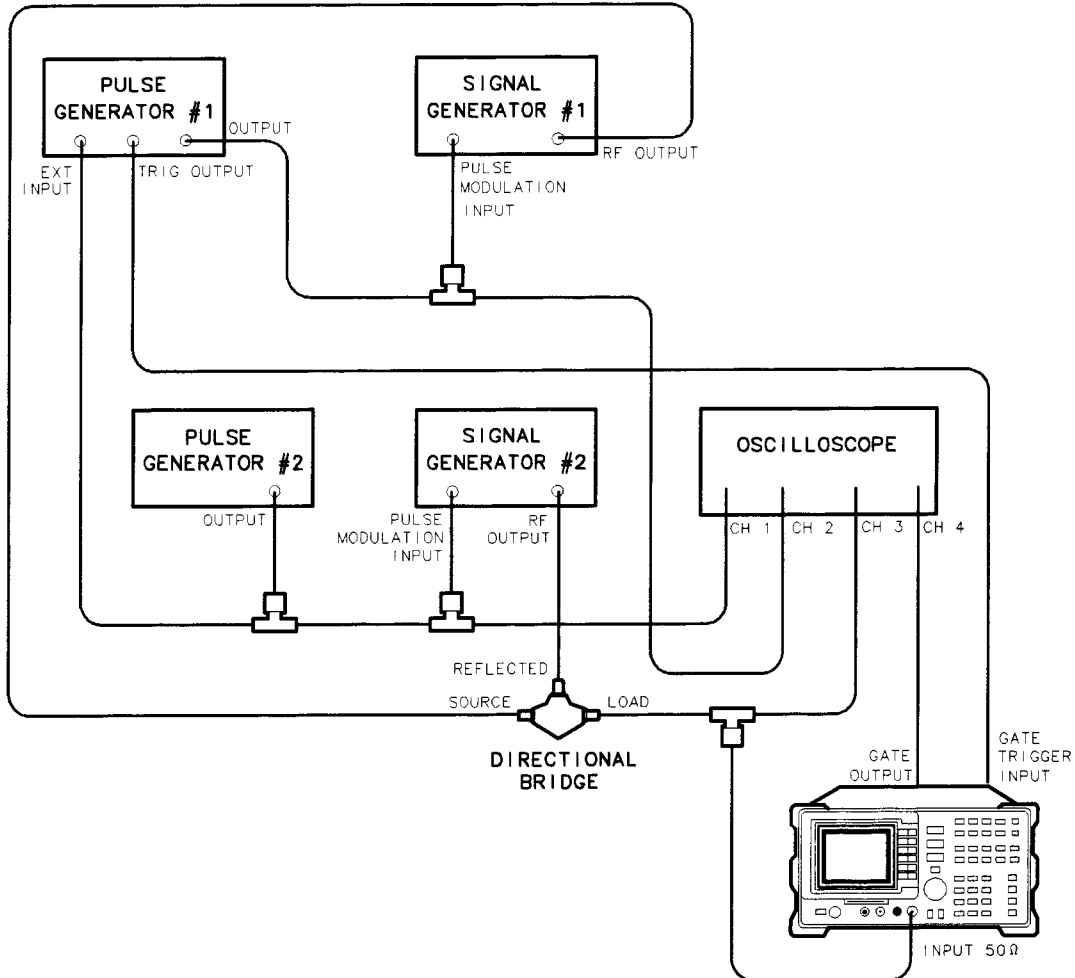 PULSE
GENERATOR #1
EXT
INPUT
TRIG OUTPUT
OUTPUT
SIGNAL
GENERATOR #1
RF OUTPUT
PULSE
MODULATION
INPUT
PULSE
GENERATOR #2
OUTPUT
SIGNAL
GENERATOR #2
PULSE
MODULATION
INPUT
RF
OUTPUT
OSCILLOSCOPE
CH 1
CH 2
CH 3
CH 4
REFLECTED
SOURCE
LOAD
DIRECTIONAL
BRIDGE
GATE
OUTPUT
GATE
TRIGGER
INPUT
INPUT 50Ω